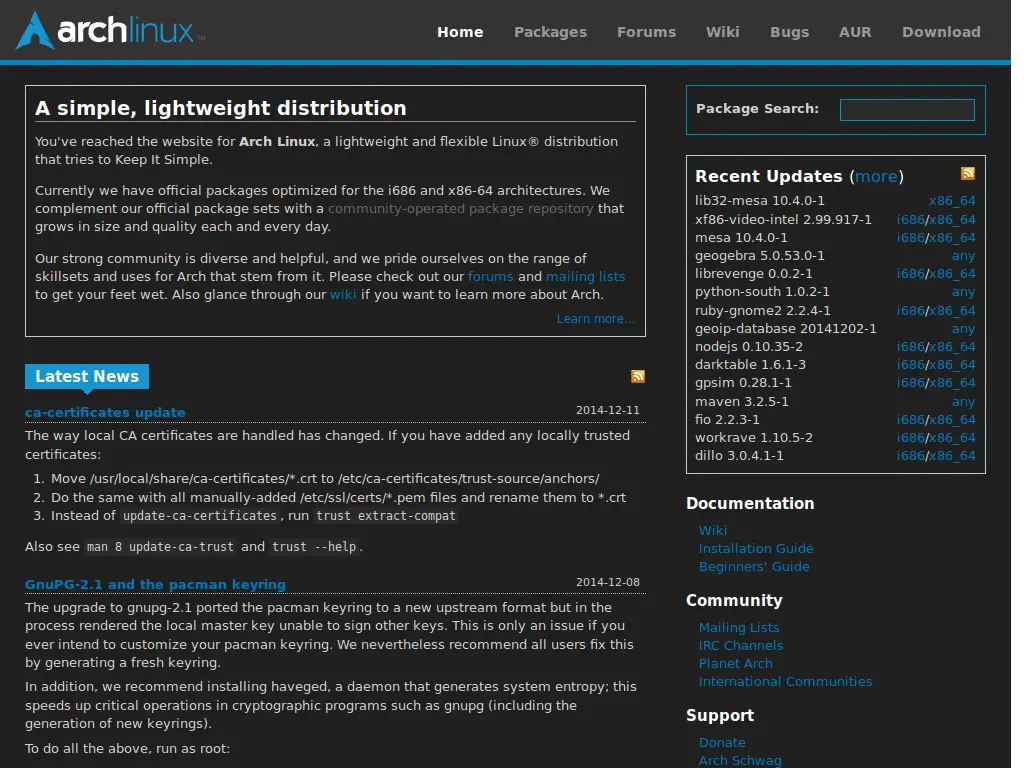 archlinux™
Home Packages Forums Wiki Bugs AUR Download
A simple, lightweight distribution
You've reached the website for Arch Linux, a lightweight and flexible Linux® distribution
that tries to Keep It Simple.
Currently we have official packages optimized for the i686 and x86-64 architectures. We
complement our official package sets with a community-operated package repository that
grows in size and quality each and every day.
Our strong community is diverse and helpful, and we pride ourselves on the range of
skillsets and uses for Arch that stem from it. Please check out our forums and mailing lists
to get your feet wet. Also glance through our wiki if you want to learn more about Arch.
Learn more...
Latest News
ca-certificates update 2014-12-11
The way local CA certificates are handled has changed. If you have added any locally trusted
certificates:
1. Move /usr/local/share/ca-certificates/*.crt to /etc/ca-certificates/trust-source/anchors/
2. Do the same with all manually-added /etc/ssl/certs/*.pem files and rename them to *.crt
3. Instead of update-ca-certificates, run trust extract-compat
Also see man 8 update-ca-trust and trust --help.
GnuPG-2.1 and the pacman keyring 2014-12-08
The upgrade to gnupg-2.1 ported the pacman keyring to a new upstream format but in the
process rendered the local master key unable to sign other keys. This is only an issue if you
ever intend to customize your pacman keyring. We nevertheless recommend all users fix this
by generating a fresh keyring.
In addition, we recommend installing haveged, a daemon that generates system entropy; this
speeds up critical operations in cryptographic programs such as gnupg (including the
generation of new keyrings).
To do all the above, run as root:
Package Search:
Recent Updates (more)
lib32-mesa 10.4.0-1 x86_64
xf86-video-intel 2.99.917-1 i686/x86_64
mesa 10.4.0-1 i686/x86_64
geogebra 5.0.53.0-1 any
librevenge 0.0.2-1 i686/x86_64
python-south 1.0.2-1 any
ruby-gnome2 2.2.4-1 i686/x86_64
geoip-database 20141202-1 any
nodejs 0.10.35-2 i686/x86_64
darktable 1.6.1-3 i686/x86_64
gpsim 0.28.1-1 i686/x86_64
maven 3.2.5-1 any
fio 2.2.3-1 i686/x86_64
workrave 1.10.5-2 i686/x86_64
dillo 3.0.4.1-1 i686/x86_64
Documentation
Wiki
Installation Guide
Beginners' Guide
Community
Mailing Lists
IRC Channels
Planet Arch
International Communities
Support
Donate
Arch Schwag